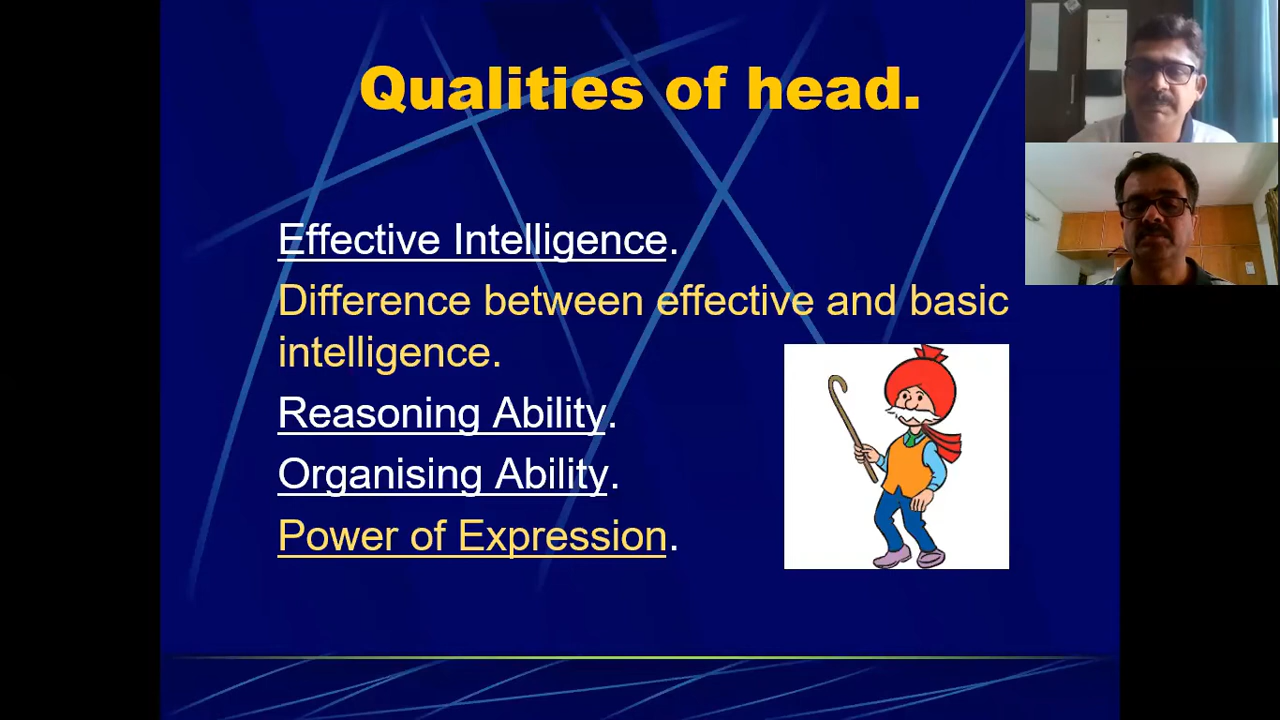 Qualities of head.
Effective Intelligence.
Difference between effective and basic
intelligence.
Reasoning Ability.
Organising Ability.
Power of Expression.